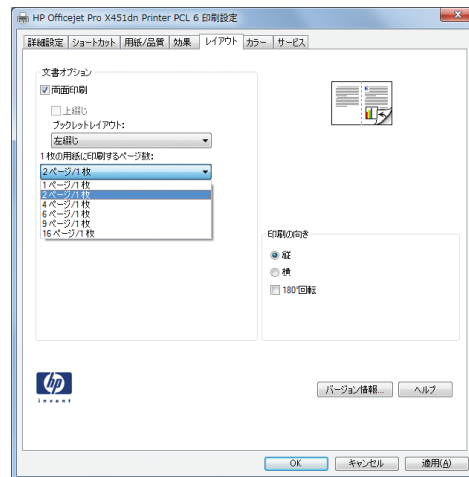 HP Officejet Pro X451dn Printer PCL 6 印刷設定
詳細設定 ショートカット 用紙/品質 効果 レイアウト カラー サービス
文書オプション
両面印刷
上綴じ
ブックレットレイアウト:
左綴じ
1 枚の用紙に印刷するページ数:
2 ページ/1 枚
1 ページ/1 枚
2 ページ/1 枚
4 ページ/1 枚
6 ページ/1 枚
9 ページ/1 枚
16 ページ/1 枚
印刷の向き
縦
横
180°回転
hp
invent
バージョン情報... ヘルプ
OK キャンセル 適用(A)